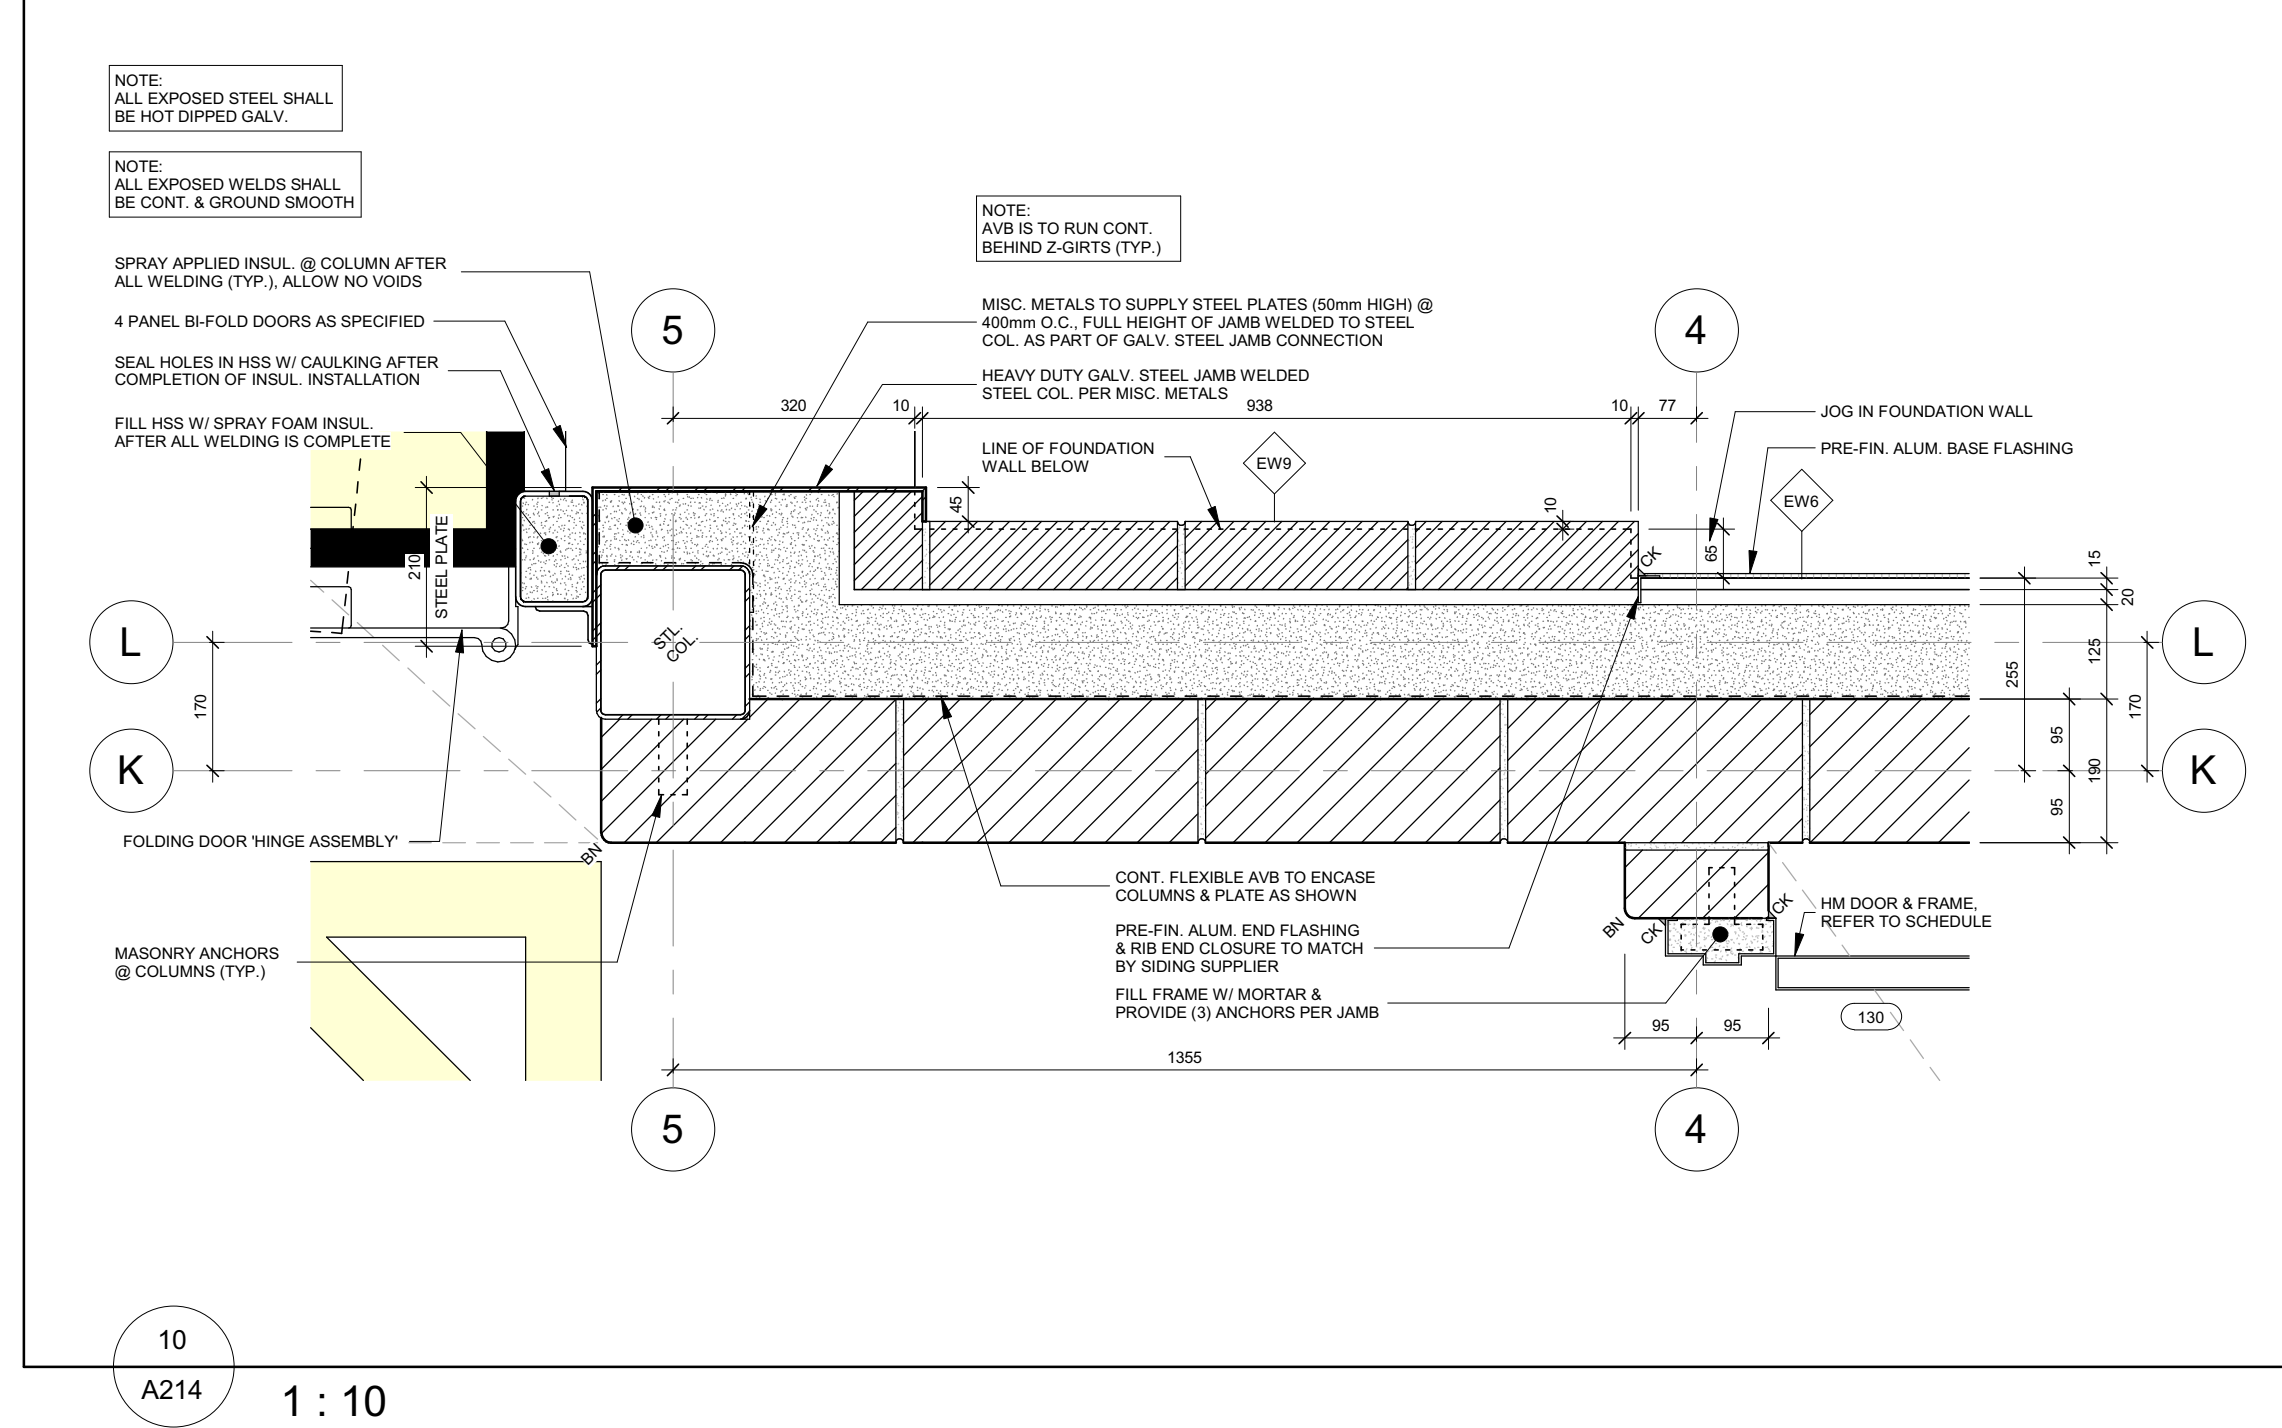 NOTE:
ALL EXPOSED STEEL SHALL
BE HOT DIPPED GALV.
NOTE:
ALL EXPOSED WELDS SHALL
BE CONT. & GROUND SMOOTH
NOTE:
AVB IS TO RUN CONT.
BEHIND Z-GIRTS (TYP.)
SPRAY APPLIED INSUL. @ COLUMN AFTER
ALL WELDING (TYP.), ALLOW NO VOIDS
4 PANEL BI-FOLD DOORS AS SPECIFIED
SEAL HOLES IN HSS W/ CAULKING AFTER
COMPLETION OF INSUL. INSTALLATION
FILL HSS W/ SPRAY FOAM INSUL.
AFTER ALL WELDING IS COMPLETE
5
MISC. METALS TO SUPPLY STEEL PLATES (50mm HIGH) @
400mm O.C., FULL HEIGHT OF JAMB WELDED TO STEEL
COL. AS PART OF GALV. STEEL JAMB CONNECTION
HEAVY DUTY GALV. STEEL JAMB WELDED
STEEL COL. PER MISC. METALS
4
320
10
938
10
77
JOG IN FOUNDATION WALL
PRE-FIN. ALUM. BASE FLASHING
LINE OF FOUNDATION
WALL BELOW
EW9
EW6
45
10
65
CK
15
20
125
255
170
95
190
95
210
STEEL PLATE
STL.
COL.
L
L
170
K
K
FOLDING DOOR 'HINGE ASSEMBLY'
BN
CONT. FLEXIBLE AVB TO ENCASE
COLUMNS & PLATE AS SHOWN
PRE-FIN. ALUM. END FLASHING
& RIB END CLOSURE TO MATCH
BY SIDING SUPPLIER
FILL FRAME W/ MORTAR &
PROVIDE (3) ANCHORS PER JAMB
BN
CK
CK
HM DOOR & FRAME,
REFER TO SCHEDULE
MASONRY ANCHORS
@ COLUMNS (TYP.)
130
95
95
1355
5
4
10
A214
1 : 10